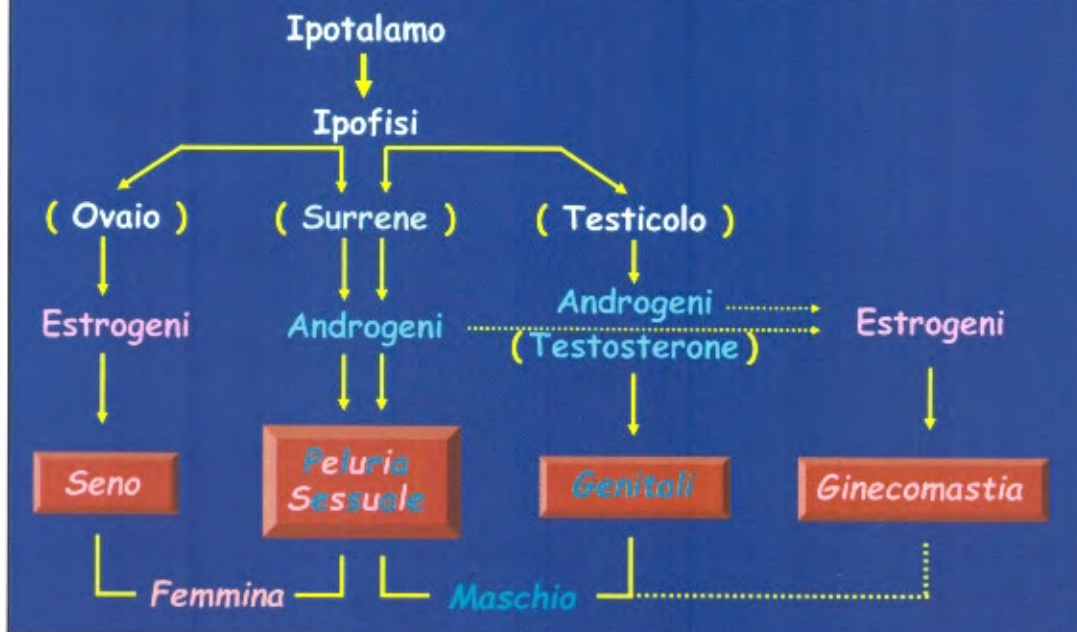 Ipotalamo
Ipofisi
( Ovaio )
( Surrene )
( Testicolo )
Estrogeni
Androgeni
Androgeni
( Testosterone )
Estrogeni
Seno
Peluria
Sessuale
Genitali
Ginecomastia
Femmina
Maschio